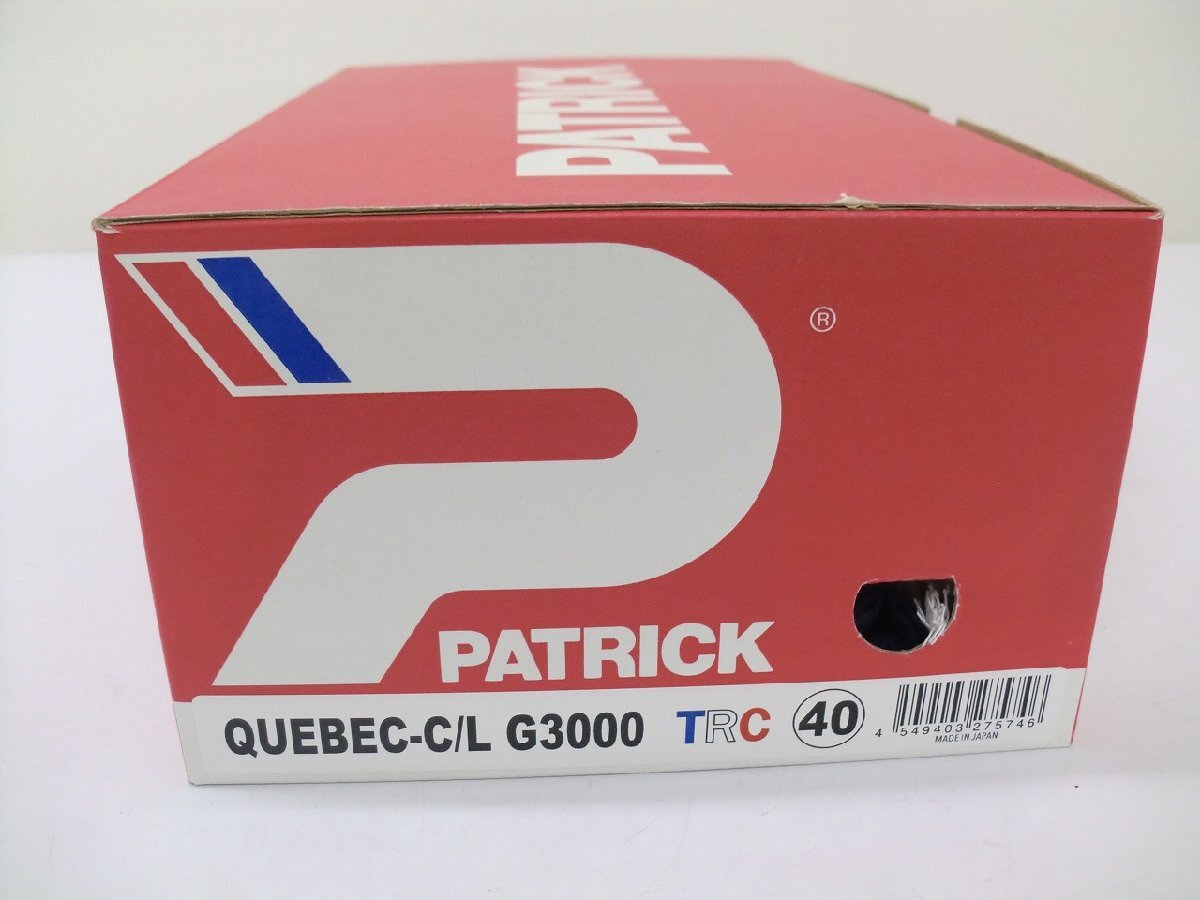 PATRICK
®
PATRICK
QUEBEC-C/L G3000 TRC 40
4 549403 275746
MADE IN JAPAN